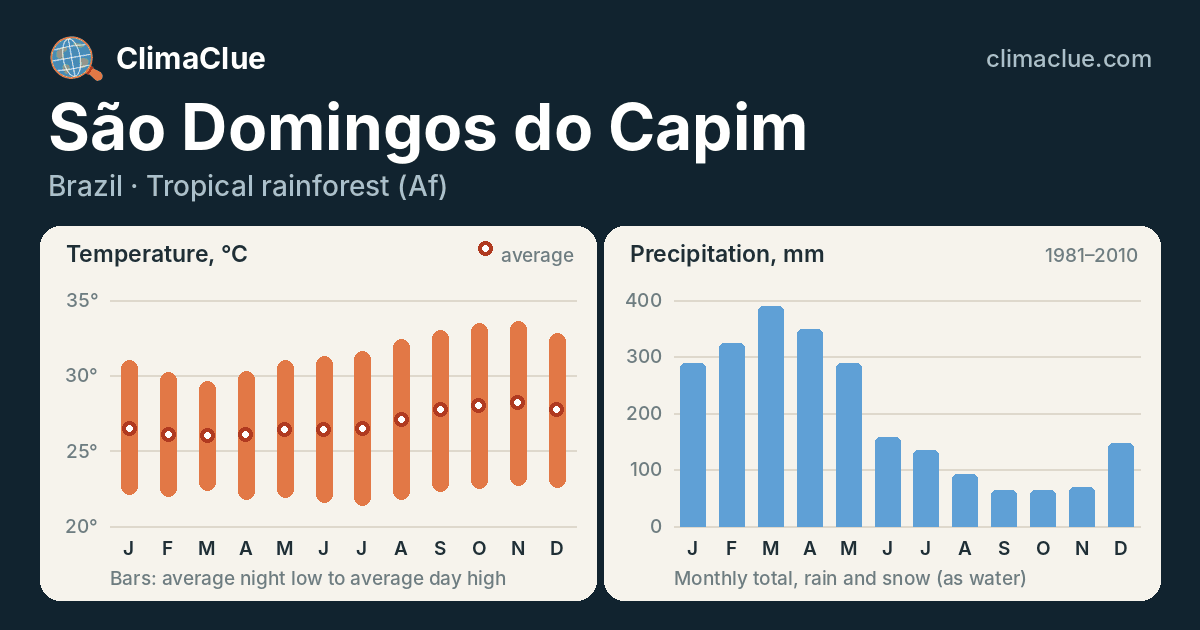 ClimaClue
climaclue.com
São Domingos do Capim
Brazil · Tropical rainforest (Af)
Temperature, °C
average
35°
30°
25°
20°
J F M A M J J A S O N D
Bars: average night low to average day high
Precipitation, mm
1981–2010
400
300
200
100
0
J F M A M J J A S O N D
Monthly total, rain and snow (as water)